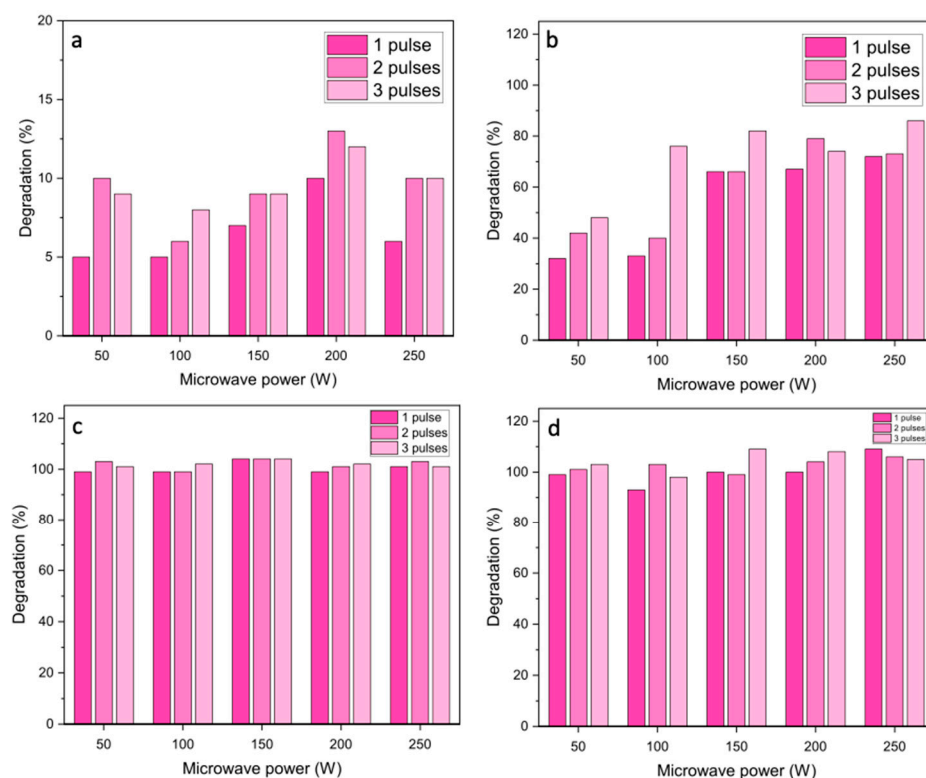 a
1 pulse
2 pulses
3 pulses
20
15
10
5
0
Degradation (%)
50 100 150 200 250
Microwave power (W)
b
1 pulse
2 pulses
3 pulses
120
100
80
60
40
20
0
Degradation (%)
50 100 150 200 250
Microwave power (W)
c
1 pulse
2 pulses
3 pulses
120
100
80
60
40
20
0
Degradation (%)
50 100 150 200 250
Microwave power (W)
d
1 pulse
2 pulses
3 pulses
120
100
80
60
40
20
0
Degradation (%)
50 100 150 200 250
Microwave power (W)